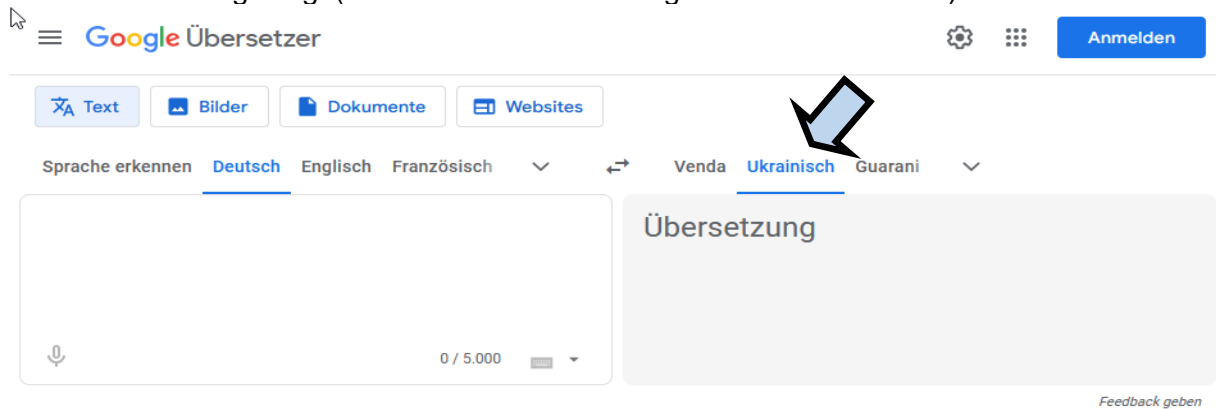 Google Übersetzer
Anmelden
Text Bilder Dokumente Websites
Sprache erkennen Deutsch Englisch Französisch Venda Ukrainisch Guarani
Übersetzung
0 / 5.000
Feedback geben